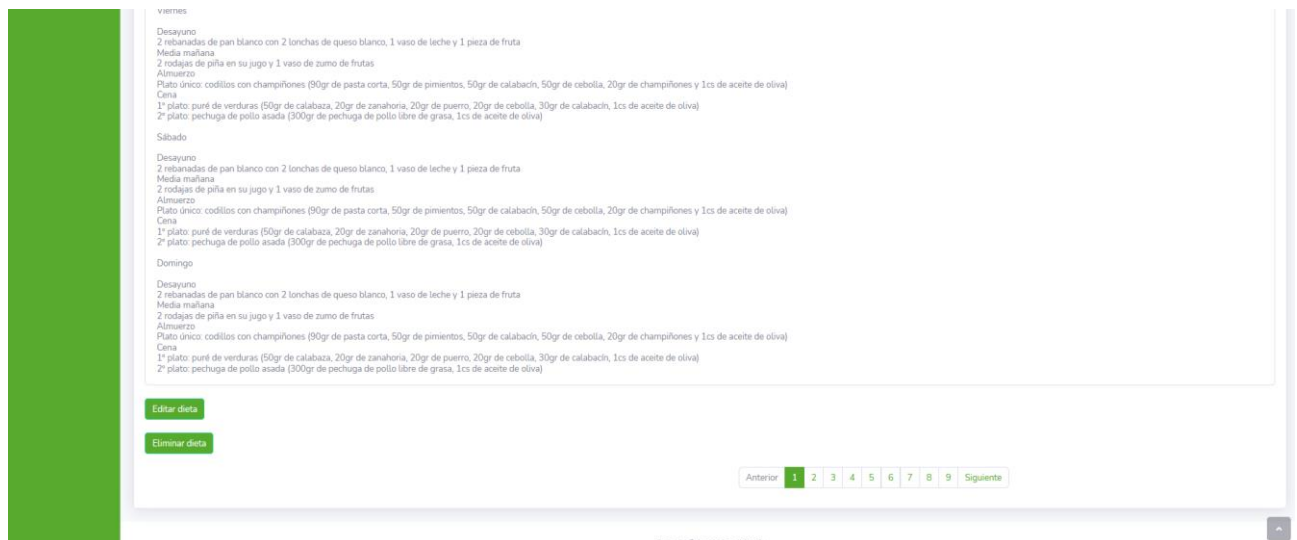 Viernes
Desayuno
2 rebanadas de pan blanco con 2 lonchas de queso blanco, 1 vaso de leche y 1 pieza de fruta
Media mañana
2 rodajas de piña en su jugo y 1 vaso de zumo de frutas
Almuerzo
Plato único: codillos con champiñones (90gr de pasta corta, 50gr de pimientos, 50gr de calabacín, 50gr de cebolla, 20gr de champiñones y 1cs de aceite de oliva)
Cena
1º plato: puré de verduras (50gr de calabaza, 20gr de zanahoria, 20gr de puerro, 20gr de cebolla, 30gr de calabacín, 1cs de aceite de oliva)
2º plato: pechuga de pollo asada (300gr de pechuga de pollo libre de grasa, 1cs de aceite de oliva)
Sábado
Desayuno
2 rebanadas de pan blanco con 2 lonchas de queso blanco, 1 vaso de leche y 1 pieza de fruta
Media mañana
2 rodajas de piña en su jugo y 1 vaso de zumo de frutas
Almuerzo
Plato único: codillos con champiñones (90gr de pasta corta, 50gr de pimientos, 50gr de calabacín, 50gr de cebolla, 20gr de champiñones y 1cs de aceite de oliva)
Cena
1º plato: puré de verduras (50gr de calabaza, 20gr de zanahoria, 20gr de puerro, 20gr de cebolla, 30gr de calabacín, 1cs de aceite de oliva)
2º plato: pechuga de pollo asada (300gr de pechuga de pollo libre de grasa, 1cs de aceite de oliva)
Domingo
Desayuno
2 rebanadas de pan blanco con 2 lonchas de queso blanco, 1 vaso de leche y 1 pieza de fruta
Media mañana
2 rodajas de piña en su jugo y 1 vaso de zumo de frutas
Almuerzo
Plato único: codillos con champiñones (90gr de pasta corta, 50gr de pimientos, 50gr de calabacín, 50gr de cebolla, 20gr de champiñones y 1cs de aceite de oliva)
Cena
1º plato: puré de verduras (50gr de calabaza, 20gr de zanahoria, 20gr de puerro, 20gr de cebolla, 30gr de calabacín, 1cs de aceite de oliva)
2º plato: pechuga de pollo asada (300gr de pechuga de pollo libre de grasa, 1cs de aceite de oliva)
Editar dieta
Eliminar dieta
Anterior 1 2 3 4 5 6 7 8 9 Siguiente